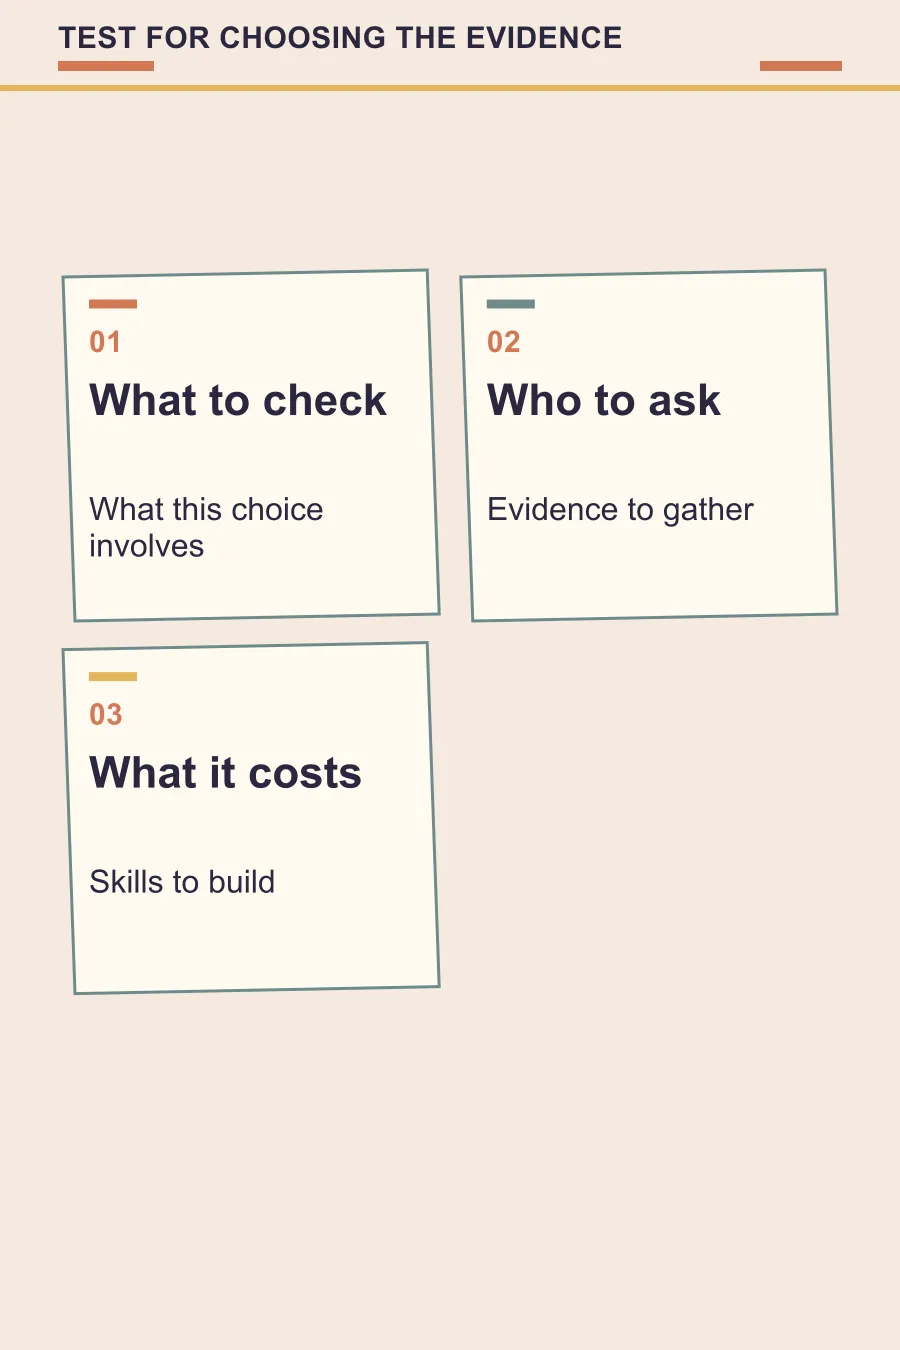 TEST FOR CHOOSING THE EVIDENCE
01
What to check
What this choice
involves
02
Who to ask
Evidence to gather
03
What it costs
Skills to build